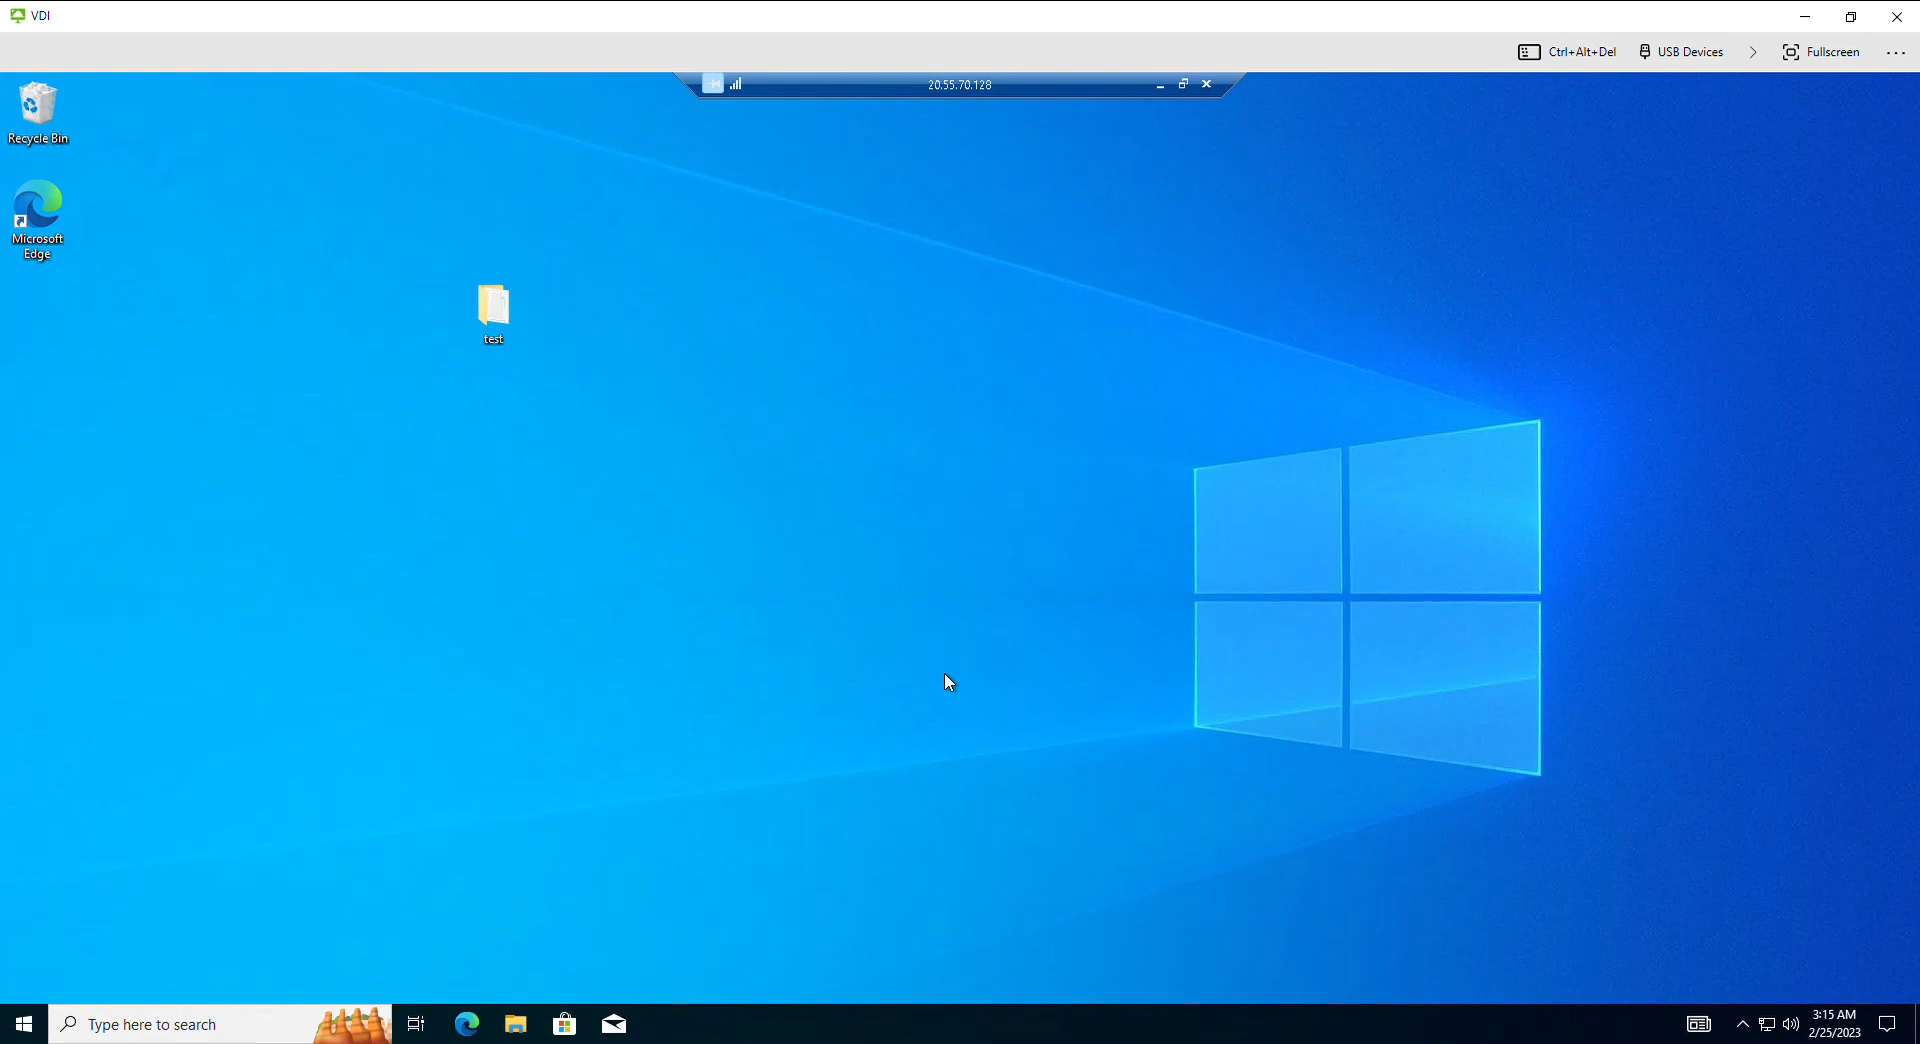 VDI
Ctrl+Alt+Del
USB Devices
Fullscreen
20.55.70.128
Recycle Bin
Microsoft
Edge
test
Type here to search
3:15 AM
2/25/2023